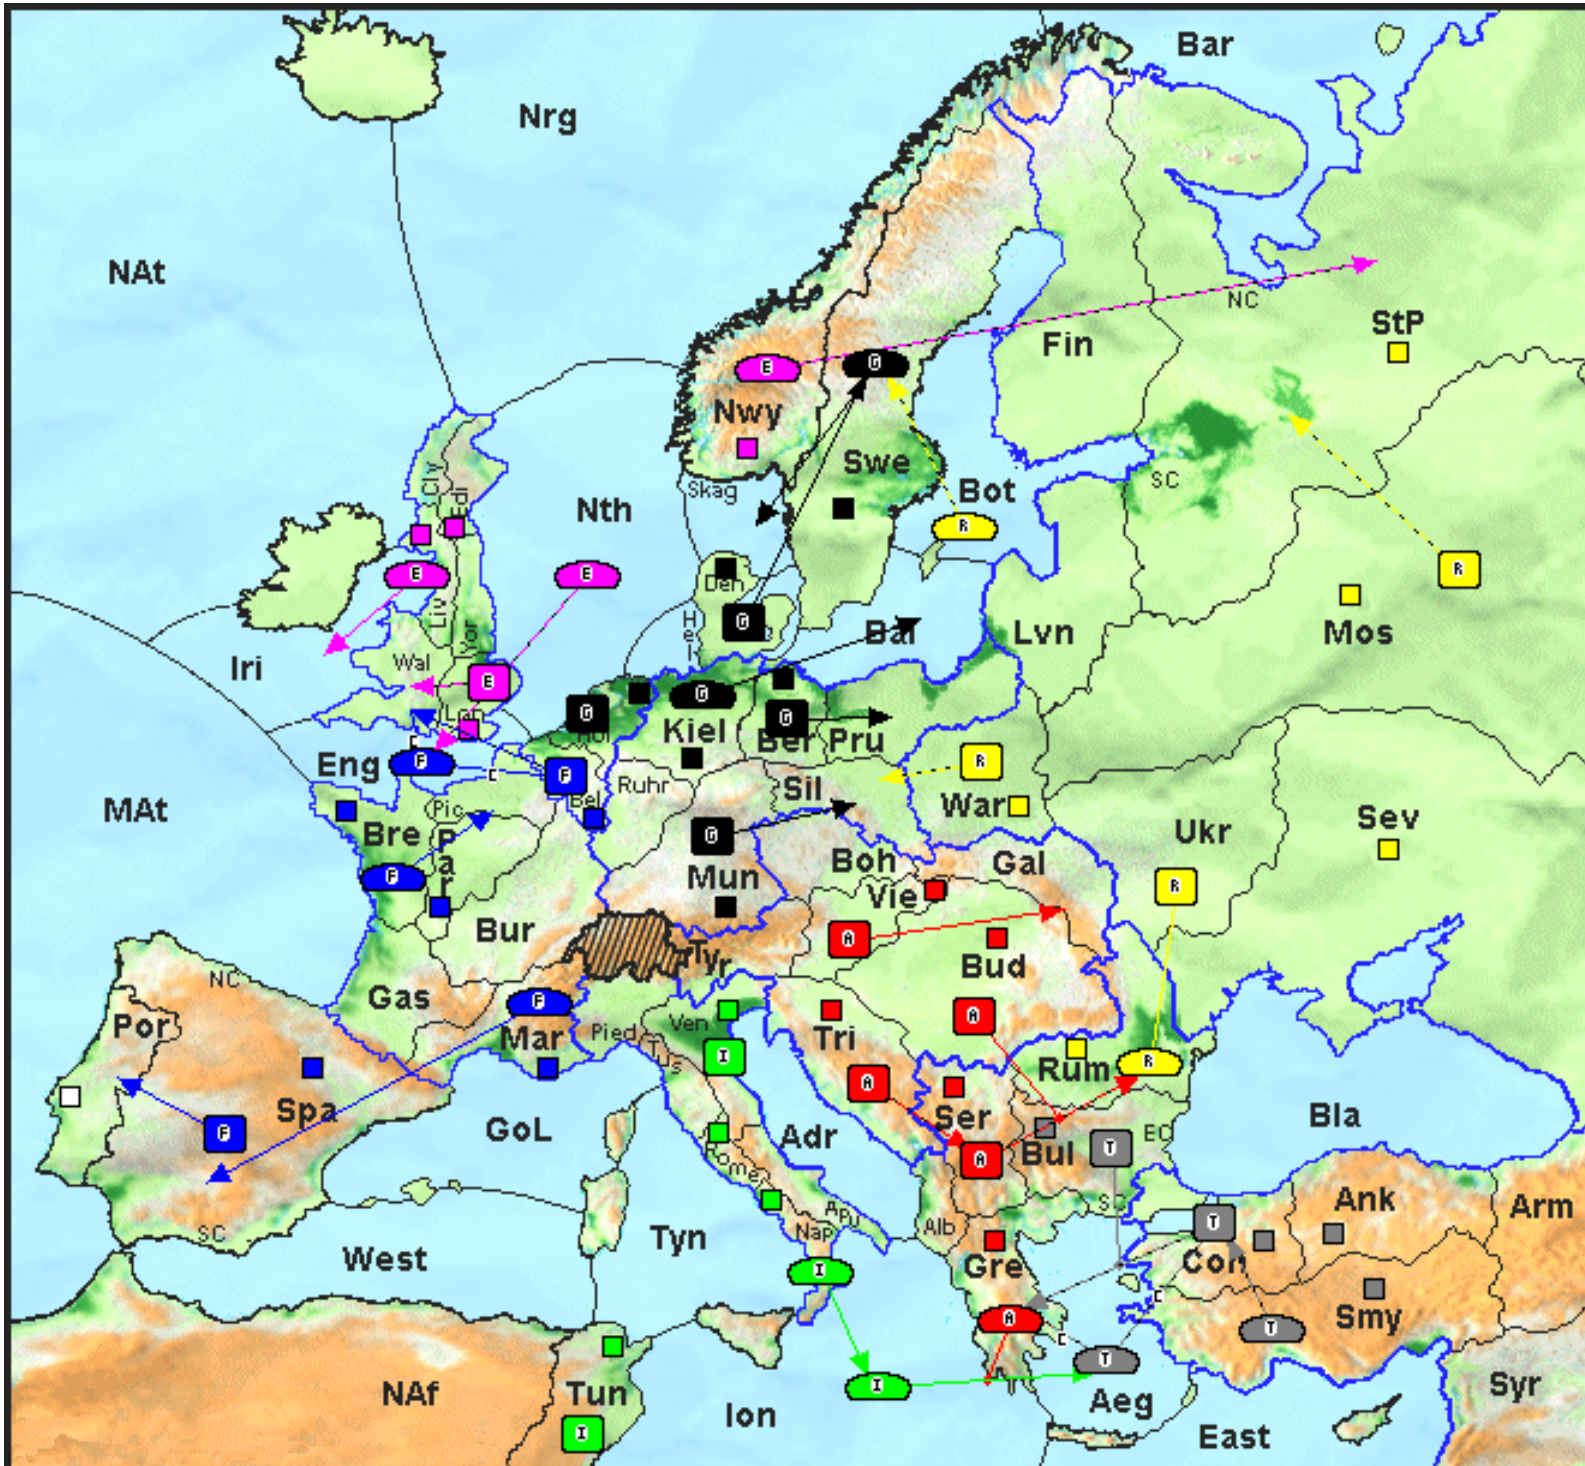 Bar
Nrg
NAt
NC
StP
Fin
E
G
Nwy
Swe
SC
Skag
Bot
Nth
Cly
Edi
R
E
E
R
Den
G
Hel
Liv
Yor
Bal
Lvn
Mos
Iri
Wal
E
G
G
G
Lon
Hol
Kiel
Ber
Pru
Eng
F
C
F
Ruhr
Sil
R
War
MAt
Pic
Bel
Bre
Par
G
Boh
Gal
Ukr
Sev
F
Mun
Vie
R
Bur
A
Bud
Tyr
NC
Gas
F
A
Por
Mar
Pied
Ven
Tri
Rum
R
Tus
I
A
Ser
Spa
F
GoL
Rome
Adr
A
Bul
T
EC
Bla
SC
Ank
Arm
SC
West
Tyn
Apu
Nap
Alb
T
Con
Gre
I
A
C
C
T
Smy
T
NAf
Tun
I
Ion
Aeg
Syr
I
East